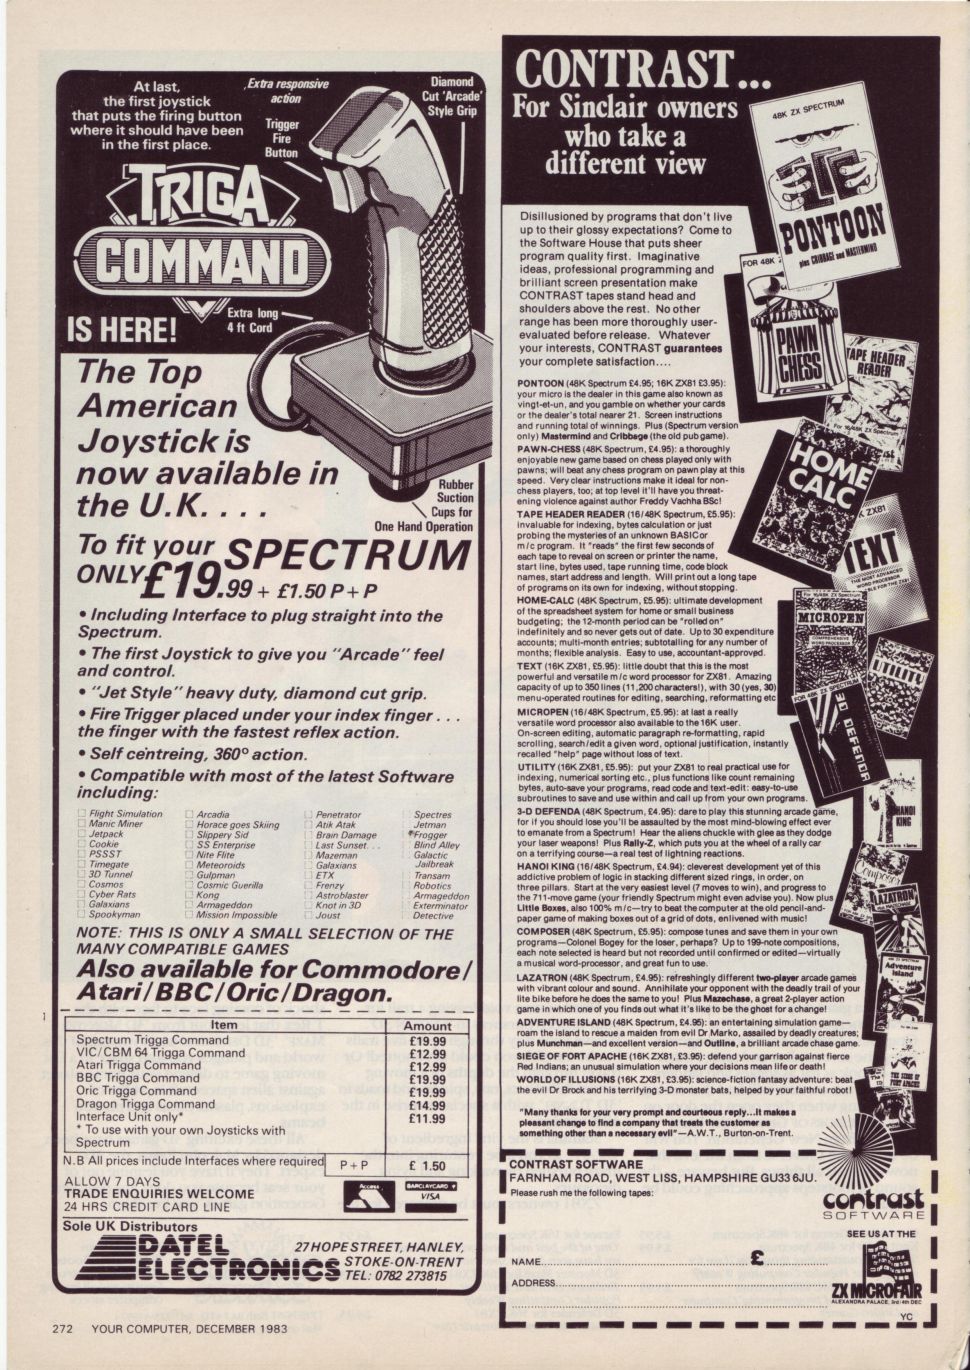 At last,
the first joystick
that puts the firing button
where it should have been
in the first place.
Extra responsive
action
Trigger
Fire
Button
Diamond
Cut 'Arcade'
Style Grip
TRIGA
COMMAND
IS HERE!
Extra long
4 ft Cord
The Top
American
Joystick is
now available in
the U.K. . . .
Rubber
Suction
Cups for
One Hand Operation
To fit your SPECTRUM
ONLY £19.99 + £1.50 P + P
• Including Interface to plug straight into the
Spectrum.
• The first Joystick to give you "Arcade" feel
and control.
• "Jet Style" heavy duty, diamond cut grip.
• Fire Trigger placed under your index finger . . .
the finger with the fastest reflex action.
• Self centreing, 360° action.
• Compatible with most of the latest Software
including:
Flight Simulation
Manic Miner
Jetpack
Cookie
PSSST
Timegate
3D Tunnel
Cosmos
Cyber Rats
Galaxians
Spookyman
Arcadia
Horace goes Skiing
Slippery Sid
SS Enterprise
Nite Flite
Meteoroids
Gulpman
Cosmic Guerilla
Kong
Armageddon
Mission Impossible
Penetrator
Atik Atak
Brain Damage
Last Sunset. . .
Mazeman
Galaxians
ETX
Frenzy
Astroblaster
Knot in 3D
Joust
Spectres
Jetman
Frogger
Blind Alley
Galactic
Jailbreak
Transam
Robotics
Armageddon
Exterminator
Detective
NOTE: THIS IS ONLY A SMALL SELECTION OF THE
MANY COMPATIBLE GAMES
Also available for Commodore/
Atari/BBC/Oric/Dragon.
Item Amount
Spectrum Trigga Command £19.99
VIC/CBM 64 Trigga Command £12.99
Atari Trigga Command £12.99
BBC Trigga Command £19.99
Oric Trigga Command £19.99
Dragon Trigga Command £14.99
Interface Unit only* £11.99
* To use with your own Joysticks with
Spectrum
N.B All prices include Interfaces where required P + P £ 1.50
ALLOW 7 DAYS
TRADE ENQUIRIES WELCOME
24 HRS CREDIT CARD LINE
Access
BARCLAYCARD
VISA
Sole UK Distributors
DATEL
ELECTRONICS
27 HOPE STREET, HANLEY,
STOKE-ON-TRENT
TEL: 0782 273815
272 YOUR COMPUTER, DECEMBER 1983
CONTRAST...
For Sinclair owners
who take a
different view
48K ZX SPECTRUM
PONTOON
plus CRIBBAGE and MASTERMIND
FOR 48K
PAWN
CHESS
TAPE HEADER
READER
For 16/48K ZX Spectrum
HOME
CALC
ZX81
TEXT
THE MOST ADVANCED
WORD PROCESSOR
For 16/48K ZX Spectrum
MICROPEN
COMPREHENSIVE
WORD PROCESSOR
UTILITY
FOR 48K ZX SPECTRUM
3D DEFENDA
HANOI
KING
Composer
LAZATRON
Adventure
Island
THE SIEGE OF
FORT APACHE
Disillusioned by programs that don't live
up to their glossy expectations? Come to
the Software House that puts sheer
program quality first. Imaginative
ideas, professional programming and
brilliant screen presentation make
CONTRAST tapes stand head and
shoulders above the rest. No other
range has been more thoroughly user-
evaluated before release. Whatever
your interests, CONTRAST guarantees
your complete satisfaction....
PONTOON (48K Spectrum £4.95; 16K ZX81 £3.95):
your micro is the dealer in this game also known as
vingt-et-un, and you gamble on whether your cards
or the dealer's total nearer 21. Screen instructions
and running total of winnings. Plus (Spectrum version
only) Mastermind and Cribbage (the old pub game).
PAWN-CHESS (48K Spectrum, £4.95): a thoroughly
enjoyable new game based on chess played only with
pawns; will beat any chess program on pawn play at this
speed. Very clear instructions make it ideal for non-
chess players, too; at top level it'll have you threat-
ening violence against author Freddy Vachha BSc!
TAPE HEADER READER (16/48K Spectrum, £5.95):
invaluable for indexing, bytes calculation or just
probing the mysteries of an unknown BASIC or
m/c program. It "reads" the first few seconds of
each tape to reveal on screen or printer the name,
start line, bytes used, tape running time, code block
names, start address and length. Will print out a long tape
of programs on its own for indexing, without stopping.
HOME-CALC (48K Spectrum, £5.95): ultimate development
of the spreadsheet system for home or small business
budgeting; the 12-month period can be "rolled on"
indefinitely and so never gets out of date. Up to 30 expenditure
accounts; multi-month entries; subtotalling for any number of
months; flexible analysis. Easy to use, accountant-approved.
TEXT (16K ZX81, £5.95): little doubt that this is the most
powerful and versatile m/c word processor for ZX81. Amazing
capacity of up to 350 lines (11,200 characters!), with 30 (yes, 30)
menu-operated routines for editing, searching, reformatting etc
MICROPEN (16/48K Spectrum, £5.95): at last a really
versatile word processor also available to the 16K user.
On-screen editing, automatic paragraph re-formatting, rapid
scrolling, search/edit a given word, optional justification, instantly
recalled "help" page without loss of text.
UTILITY (16K ZX81, £5.95): put your ZX81 to real practical use for
indexing, numerical sorting etc., plus functions like count remaining
bytes, auto-save your programs, read code and text-edit: easy-to-use
subroutines to save and use within and call up from your own programs.
3-D DEFENDA (48K Spectrum, £4.95): dare to play this stunning arcade game,
for if should you lose you'll be assaulted by the most mind-blowing effect ever
to emanate from a Spectrum! Hear the aliens chuckle with glee as they dodge
your laser weapons! Plus Rally-Z, which puts you at the wheel of a rally car
on a terrifying course—a real test of lightning reactions.
HANOI KING (16/48K Spectrum, £4.94): cleverest development yet of this
addictive problem of logic in stacking different sized rings, in order, on
three pillars. Start at the very easiest level (7 moves to win), and progress to
the 711-move game (your friendly Spectrum might even advise you). Now plus
Little Boxes, also 100% m/c—try to beat the computer at the old pencil-and-
paper game of making boxes out of a grid of dots, enlivened with music!
COMPOSER (48K Spectrum, £5.95): compose tunes and save them in your own
programs—Colonel Bogey for the loser, perhaps? Up to 199-note compositions,
each note selected is heard but not recorded until confirmed or edited—virtually
a musical word-processor, and great fun to use.
LAZATRON (48K Spectrum, £4.95): refreshingly different two-player arcade games
with vibrant colour and sound. Annihilate your opponent with the deadly trail of your
lite bike before he does the same to you! Plus Mazechase, a great 2-player action
game in which one of you finds out what it's like to be the ghost for a change!
ADVENTURE ISLAND (48K Spectrum, £4.95): an entertaining simulation game—
roam the island to rescue a maiden from evil Dr Marko, assailed by deadly creatures;
plus Munchman—and excellent version—and Outline, a brilliant arcade chase game.
SIEGE OF FORT APACHE (16K ZX81, £3.95): defend your garrison against fierce
Red Indians; an unusual simulation where your decisions mean life or death!
WORLD OF ILLUSIONS (16K ZX81, £3.95): science-fiction fantasy adventure: beat
the evil Dr Brock and his terrifying 3-D monster bats, helped by your faithful robot!
"Many thanks for your very prompt and courteous reply...It makes a
pleasant change to find a company that treats the customer as
something other than a necessary evil"—A.W.T., Burton-on-Trent.
CONTRAST SOFTWARE
FARNHAM ROAD, WEST LISS, HAMPSHIRE GU33 6JU.
Please rush me the following tapes:
contrast
SOFTWARE
SEE US AT THE
ZX MICROFAIR
ALEXANDRA PALACE, 3rd/4th DEC
£
NAME
ADDRESS
YC